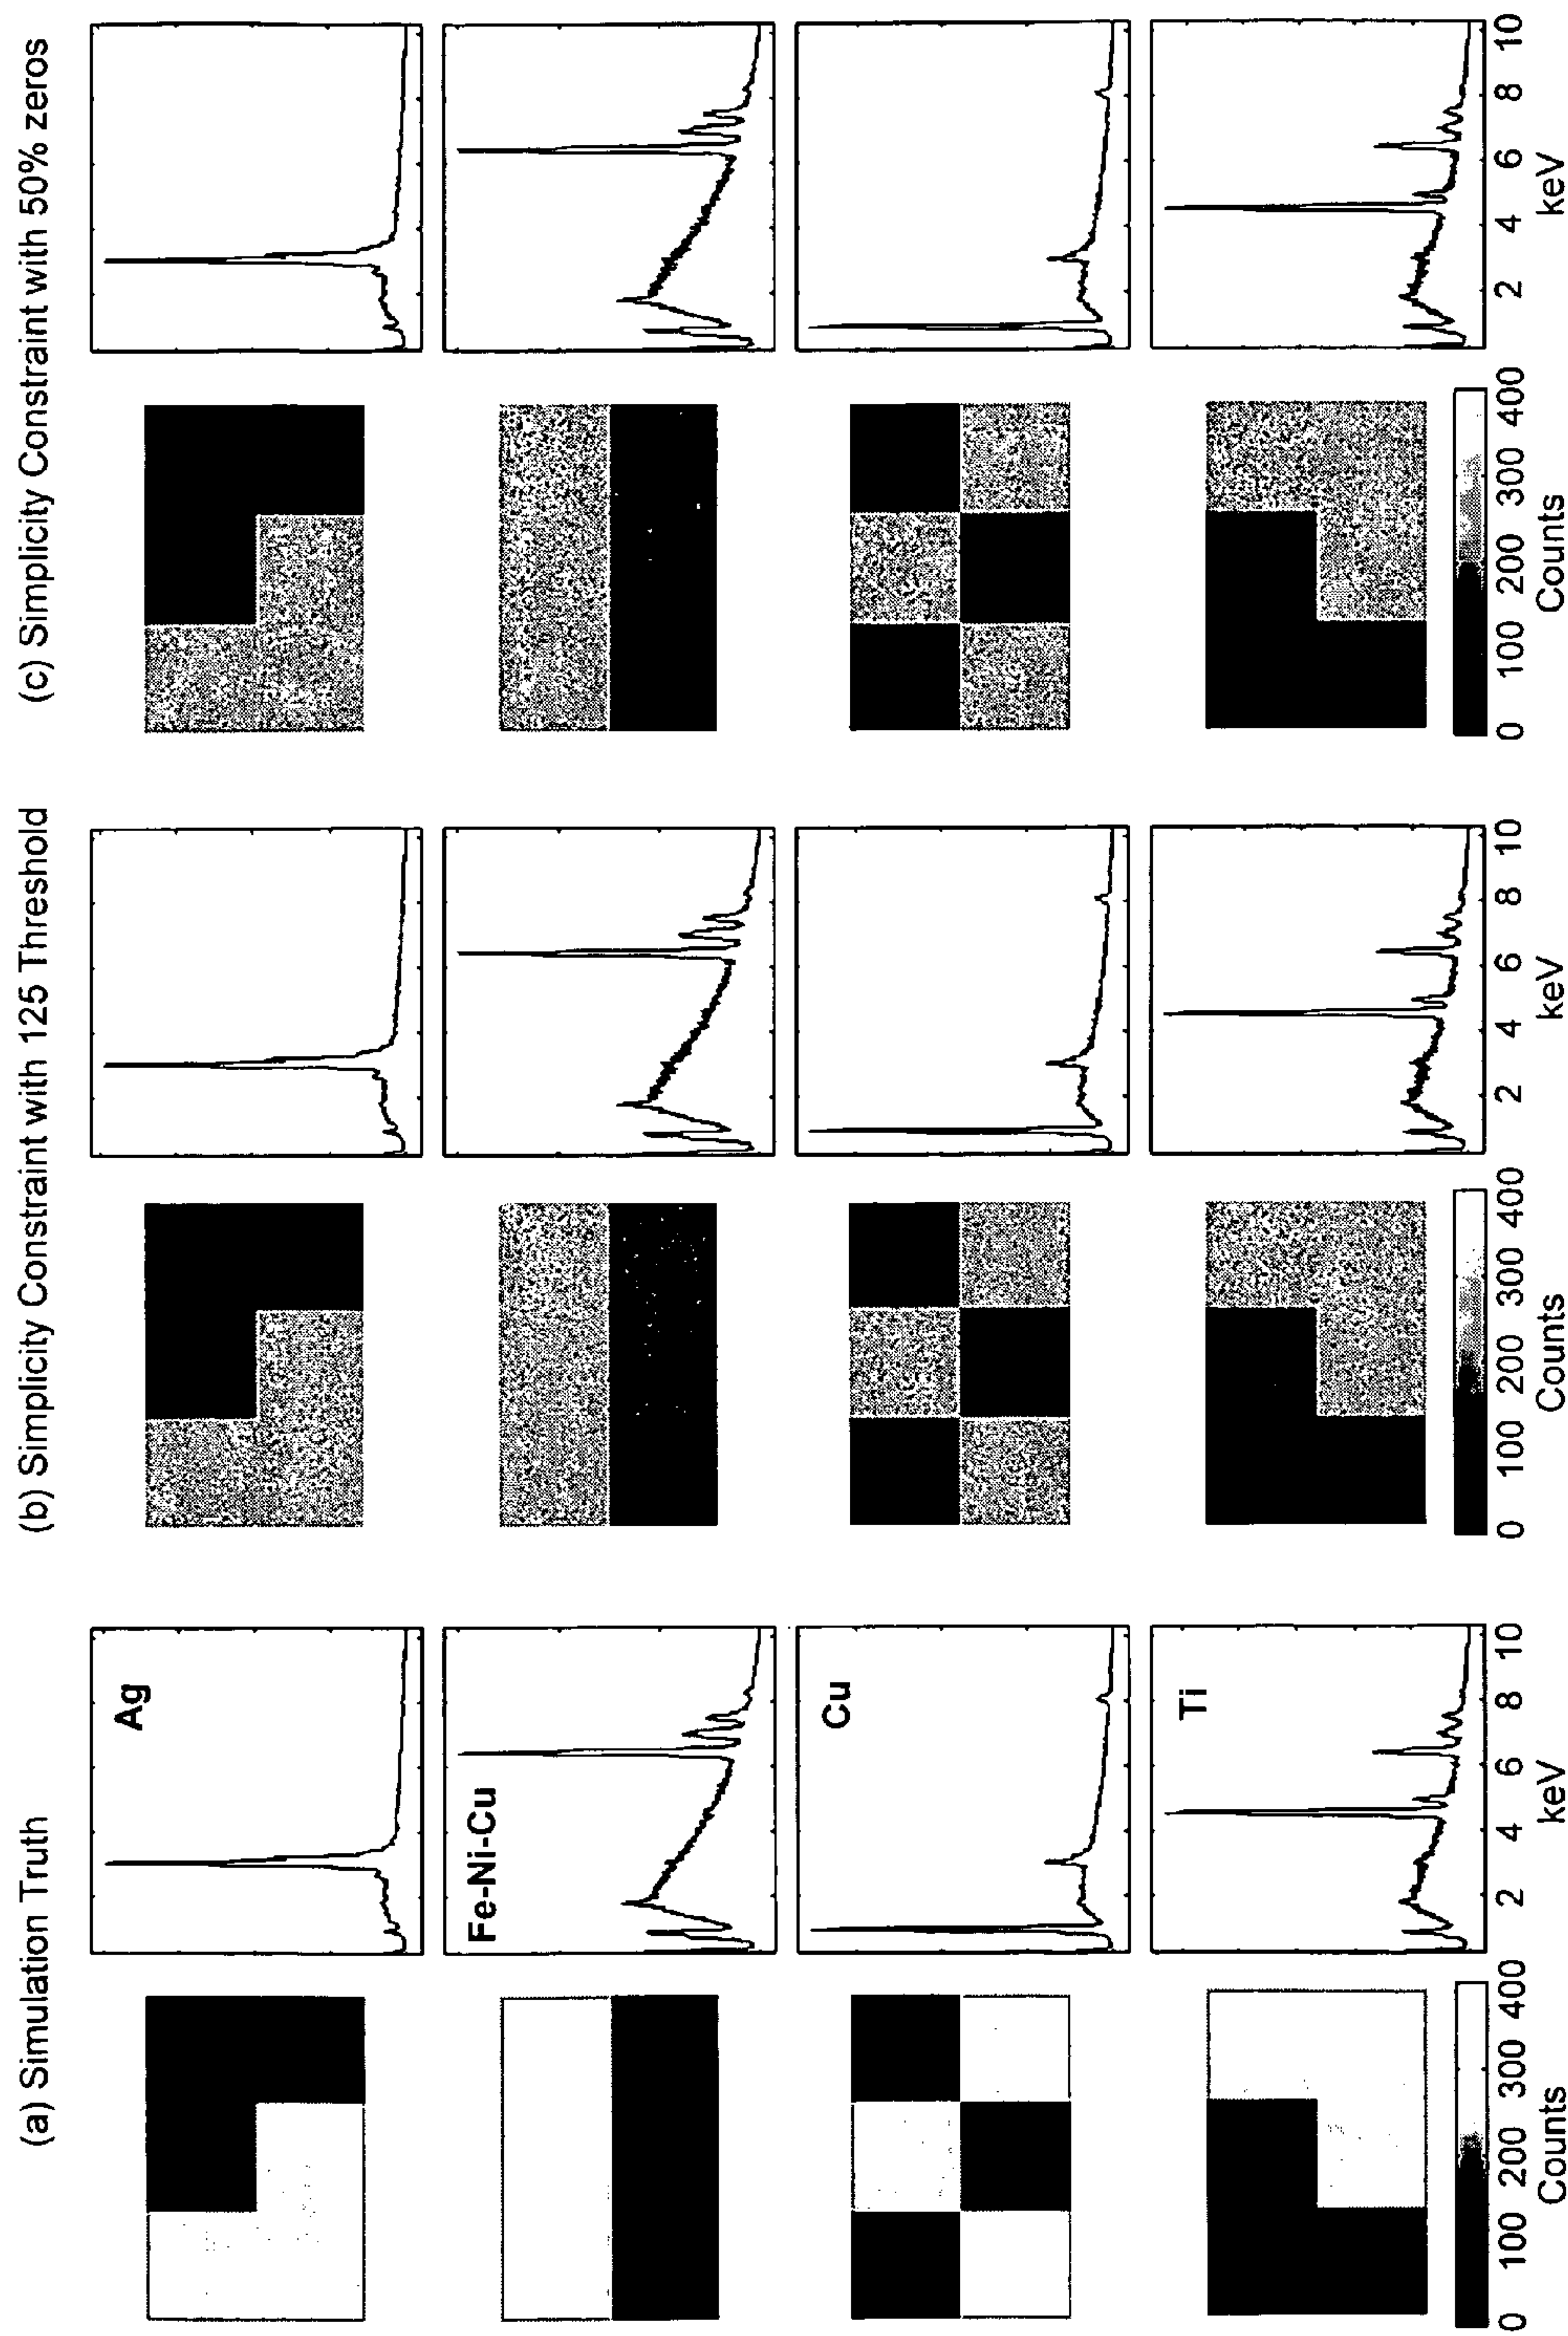 (a) Simulation Truth
Ag
Fe-Ni-Cu
Cu
Ti
0 100 200 300 400
Counts
2 4 6 8 10
keV
(b) Simplicity Constraint with 125 Threshold
0 100 200 300 400
Counts
2 4 6 8 10
keV
(c) Simplicity Constraint with 50% zeros
0 100 200 300 400
Counts
2 4 6 8 10
keV